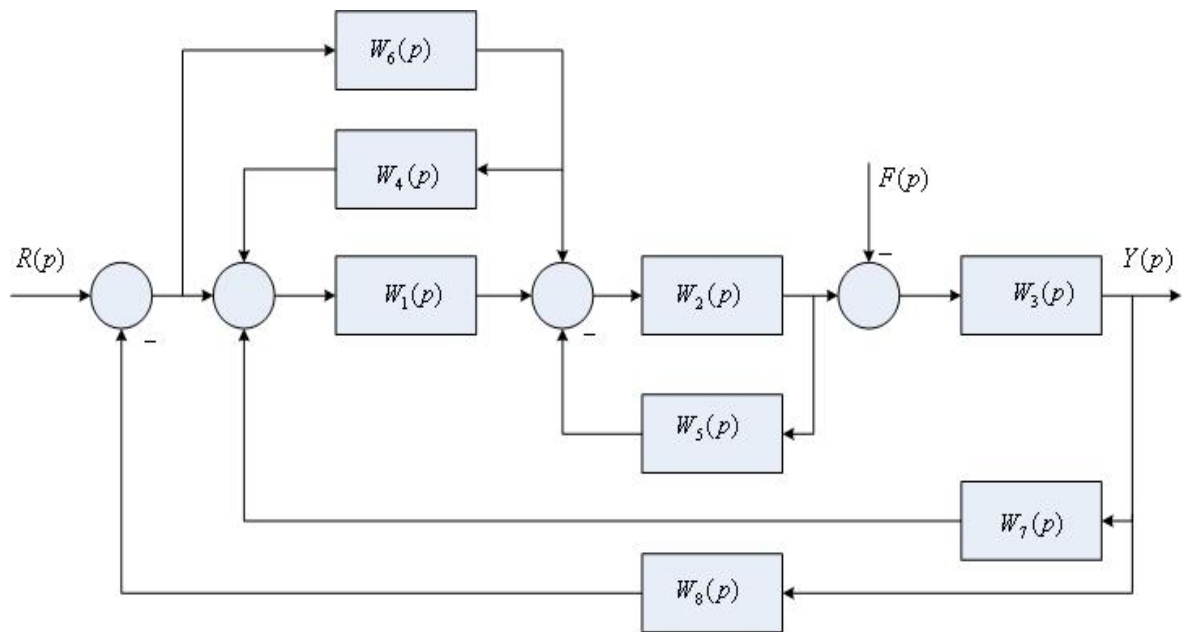 W₆(p)
W₄(p)
F(p)
R(p)
–
Y(p)
W₁(p)
W₂(p)
W₃(p)
–
–
W₅(p)
W₇(p)
W₈(p)